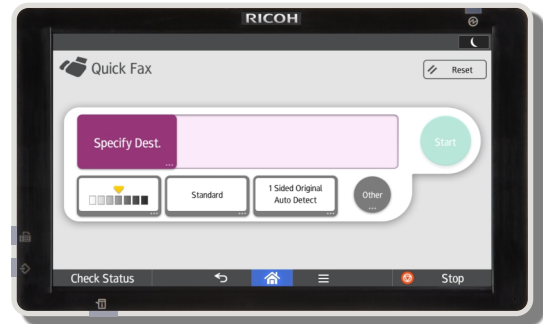 RICOH
Quick Fax
Reset
Specify Dest.
...
Start
Standard
...
1 Sided Original
Auto Detect
...
Other
...
Check Status
Stop